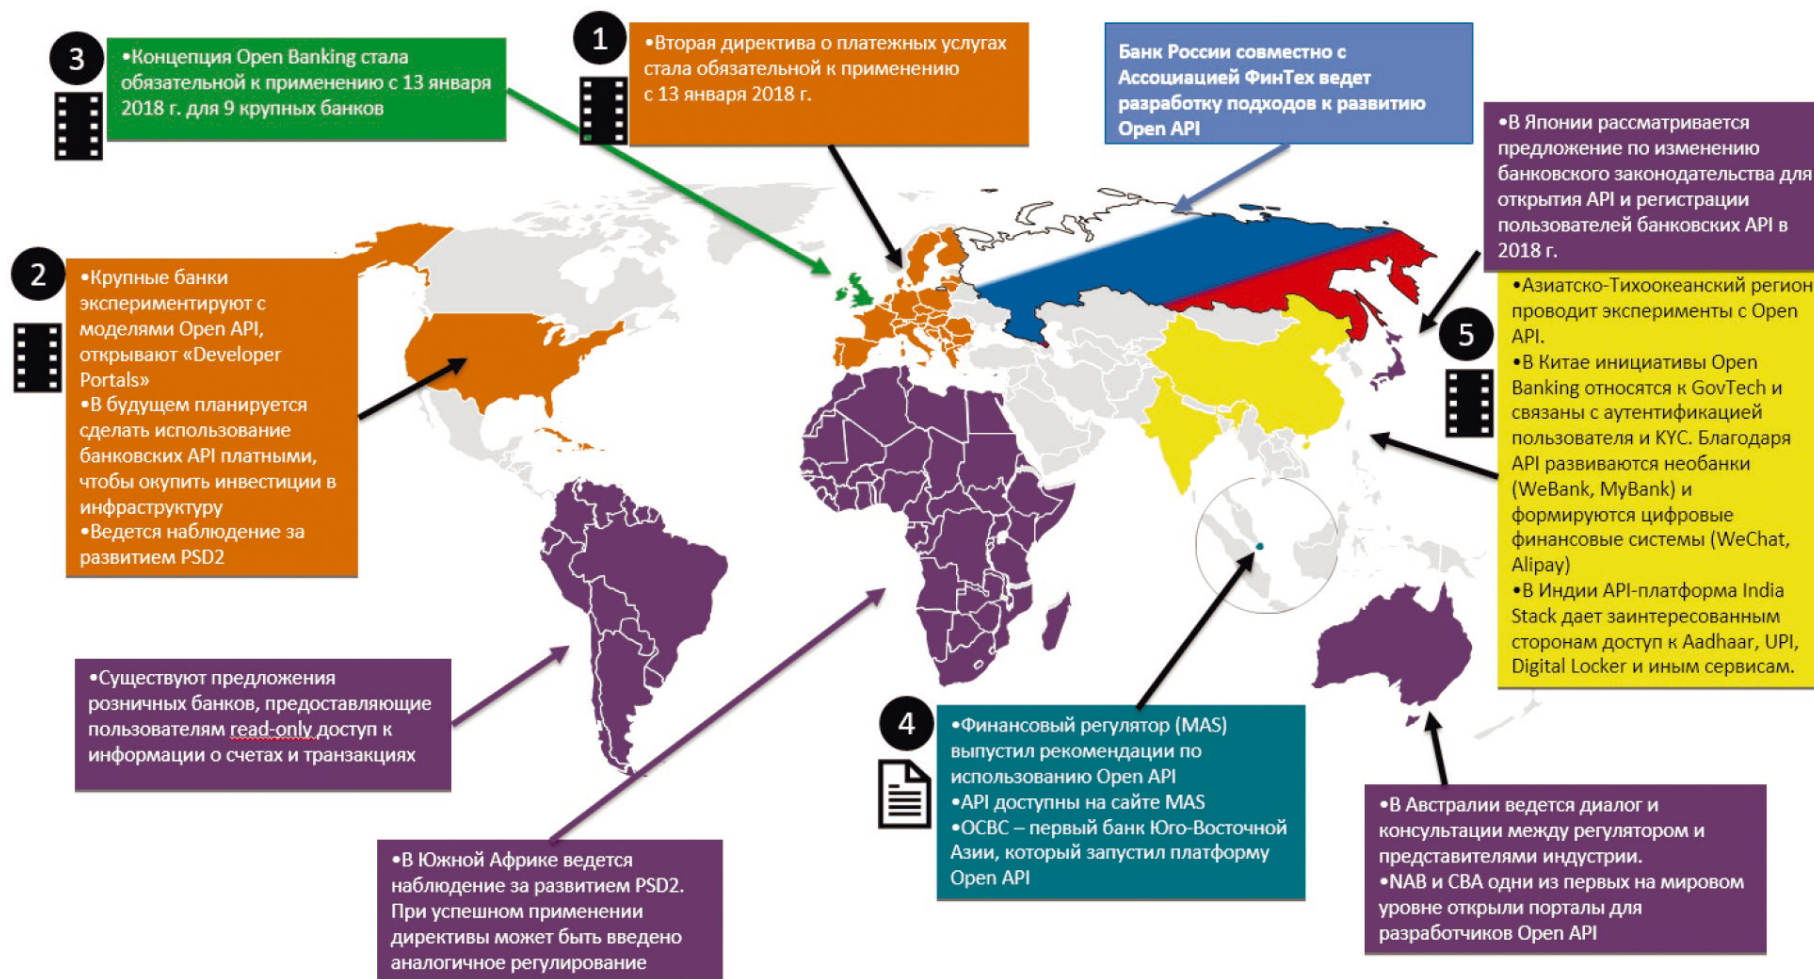 3
•Концепция Open Banking стала
обязательной к применению с 13 января
2018 г. для 9 крупных банков
1
•Вторая директива о платежных услугах
стала обязательной к применению
с 13 января 2018 г.
Банк России совместно с
Ассоциацией ФинТех ведет
разработку подходов к развитию
Open API
•В Японии рассматривается
предложение по изменению
банковского законодательства для
открытия API и регистрации
пользователей банковских API в
2018 г.
2
•Крупные банки
экспериментируют с
моделями Open API,
открывают «Developer
Portals»
•В будущем планируется
сделать использование
банковских API платными,
чтобы окупить инвестиции в
инфраструктуру
•Ведется наблюдение за
развитием PSD2
5
•Азиатско-Тихоокеанский регион
проводит эксперименты с Open
API.
•В Китае инициативы Open
Banking относятся к GovTech и
связаны с аутентификацией
пользователя и KYC. Благодаря
API развиваются необанки
(WeBank, MyBank) и
формируются цифровые
финансовые системы (WeChat,
Alipay)
•В Индии API-платформа India
Stack дает заинтересованным
сторонам доступ к Aadhaar, UPI,
Digital Locker и иным сервисам.
•Существуют предложения
розничных банков, предоставляющие
пользователям read-only доступ к
информации о счетах и транзакциях
4
•Финансовый регулятор (MAS)
выпустил рекомендации по
использованию Open API
•API доступны на сайте MAS
•OCBC – первый банк Юго-Восточной
Азии, который запустил платформу
Open API
•В Южной Африке ведется
наблюдение за развитием PSD2.
При успешном применении
директивы может быть введено
аналогичное регулирование
•В Австралии ведется диалог и
консультации между регулятором и
представителями индустрии.
•NAB и CBA одни из первых на мировом
уровне открыли порталы для
разработчиков Open API